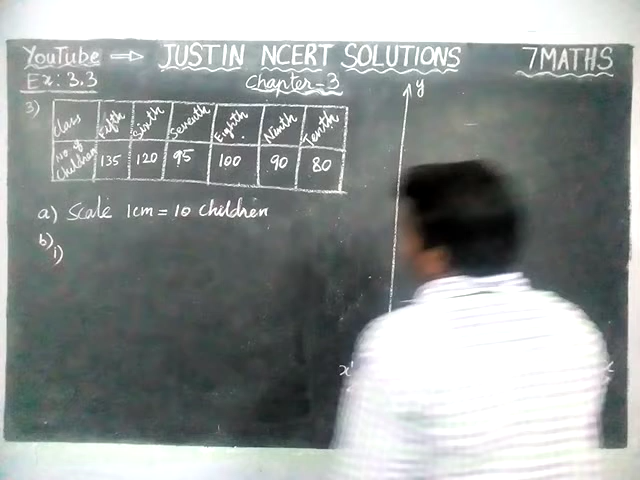 YouTube ⇒ JUSTIN NCERT SOLUTIONS 7MATHS
Ex: 3.3 Chapter-3
y
3)
Class Fifth Sixth Seventh Eighth Ninth Tenth
No. of Children 135 120 95 100 90 80
a) Scale 1cm = 10 Children
b)
i)
x'